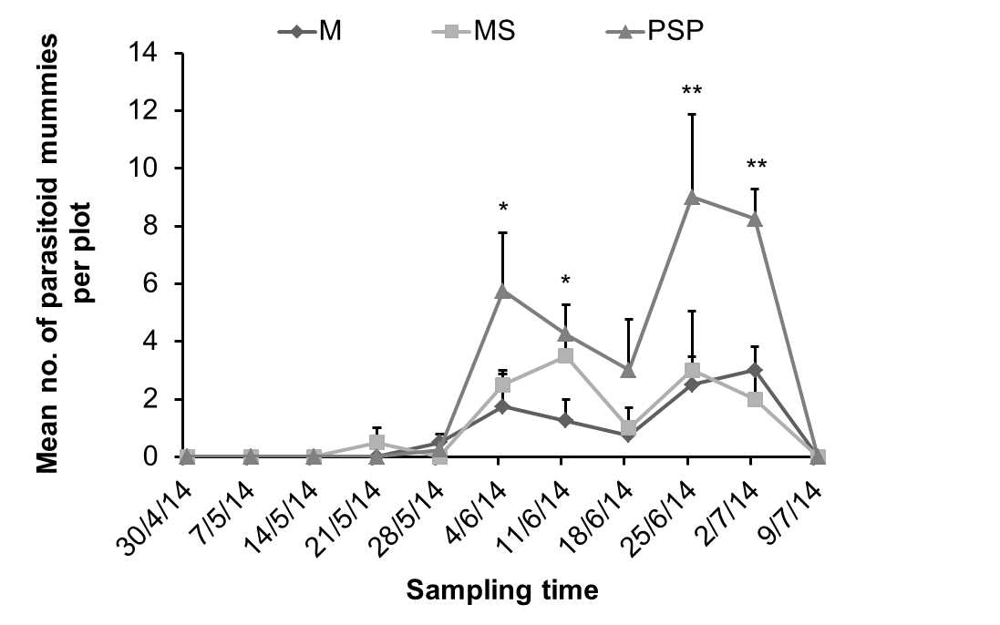 M MS PSP
Mean no. of parasitoid mummies
per plot
14
12
10
8
6
4
2
0
*
*
**
**
30/4/14 7/5/14 14/5/14 21/5/14 28/5/14 4/6/14 11/6/14 18/6/14 25/6/14 2/7/14 9/7/14
Sampling time